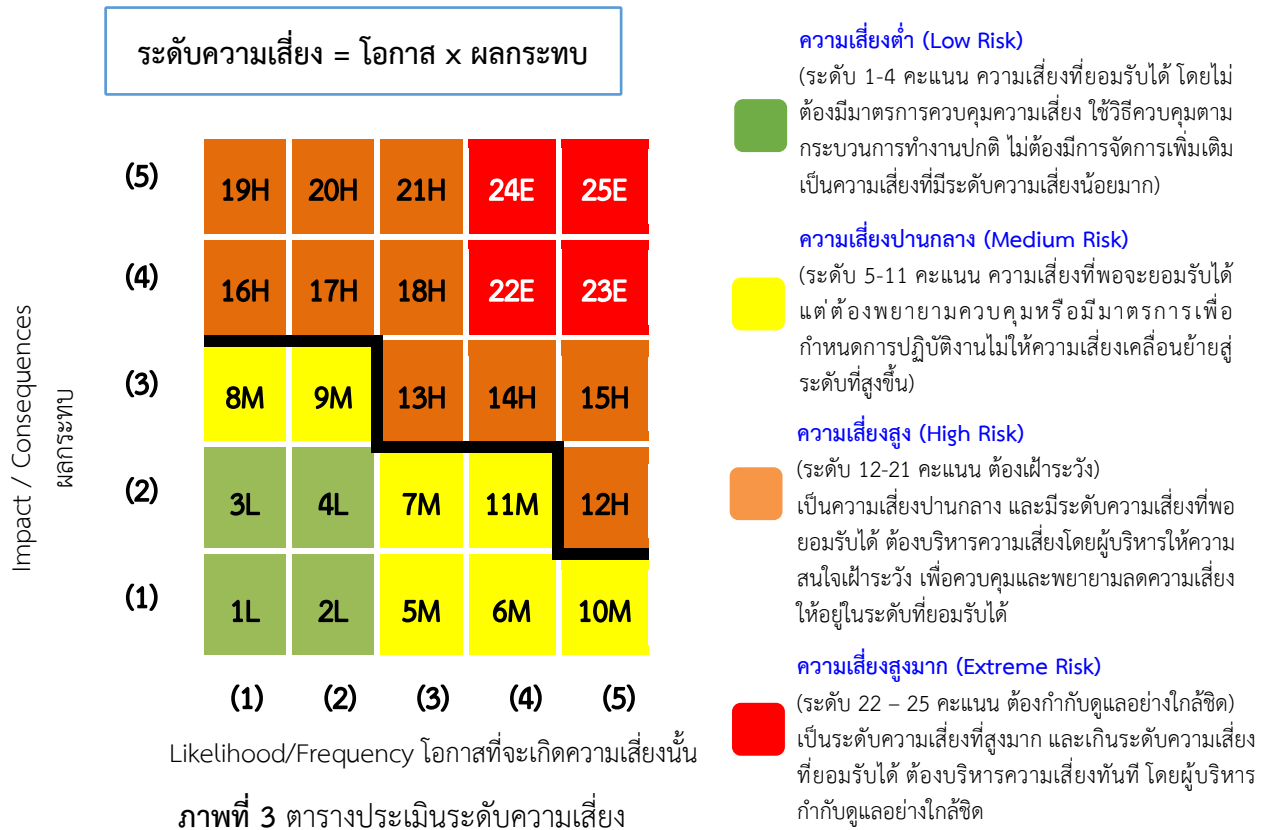 ระดับความเสี่ยง = โอกาส x ผลกระทบ
Impact / Consequences
ผลกระทบ
(5) 19H 20H 21H 24E 25E
(4) 16H 17H 18H 22E 23E
(3) 8M 9M 13H 14H 15H
(2) 3L 4L 7M 11M 12H
(1) 1L 2L 5M 6M 10M
(1) (2) (3) (4) (5)
Likelihood/Frequency โอกาสที่จะเกิดความเสี่ยงนั้น
ภาพที่ 3 ตารางประเมินระดับความเสี่ยง
ความเสี่ยงต่ำ (Low Risk)
(ระดับ 1-4 คะแนน ความเสี่ยงที่ยอมรับได้ โดยไม่
ต้องมีมาตรการควบคุมความเสี่ยง ใช้วิธีควบคุมตาม
กระบวนการทำงานปกติ ไม่ต้องมีการจัดการเพิ่มเติม
เป็นความเสี่ยงที่มีระดับความเสี่ยงน้อยมาก)
ความเสี่ยงปานกลาง (Medium Risk)
(ระดับ 5-11 คะแนน ความเสี่ยงที่พอจะยอมรับได้
แต่ต้องพยายามควบคุมหรือมีมาตรการเพื่อ
กำหนดการปฏิบัติงานไม่ให้ความเสี่ยงเคลื่อนย้ายสู่
ระดับที่สูงขึ้น)
ความเสี่ยงสูง (High Risk)
(ระดับ 12-21 คะแนน ต้องเฝ้าระวัง)
เป็นความเสี่ยงปานกลาง และมีระดับความเสี่ยงที่พอ
ยอมรับได้ ต้องบริหารความเสี่ยงโดยผู้บริหารให้ความ
สนใจเฝ้าระวัง เพื่อควบคุมและพยายามลดความเสี่ยง
ให้อยู่ในระดับที่ยอมรับได้
ความเสี่ยงสูงมาก (Extreme Risk)
(ระดับ 22 – 25 คะแนน ต้องกำกับดูแลอย่างใกล้ชิด)
เป็นระดับความเสี่ยงที่สูงมาก และเกินระดับความเสี่ยง
ที่ยอมรับได้ ต้องบริหารความเสี่ยงทันที โดยผู้บริหาร
กำกับดูแลอย่างใกล้ชิด